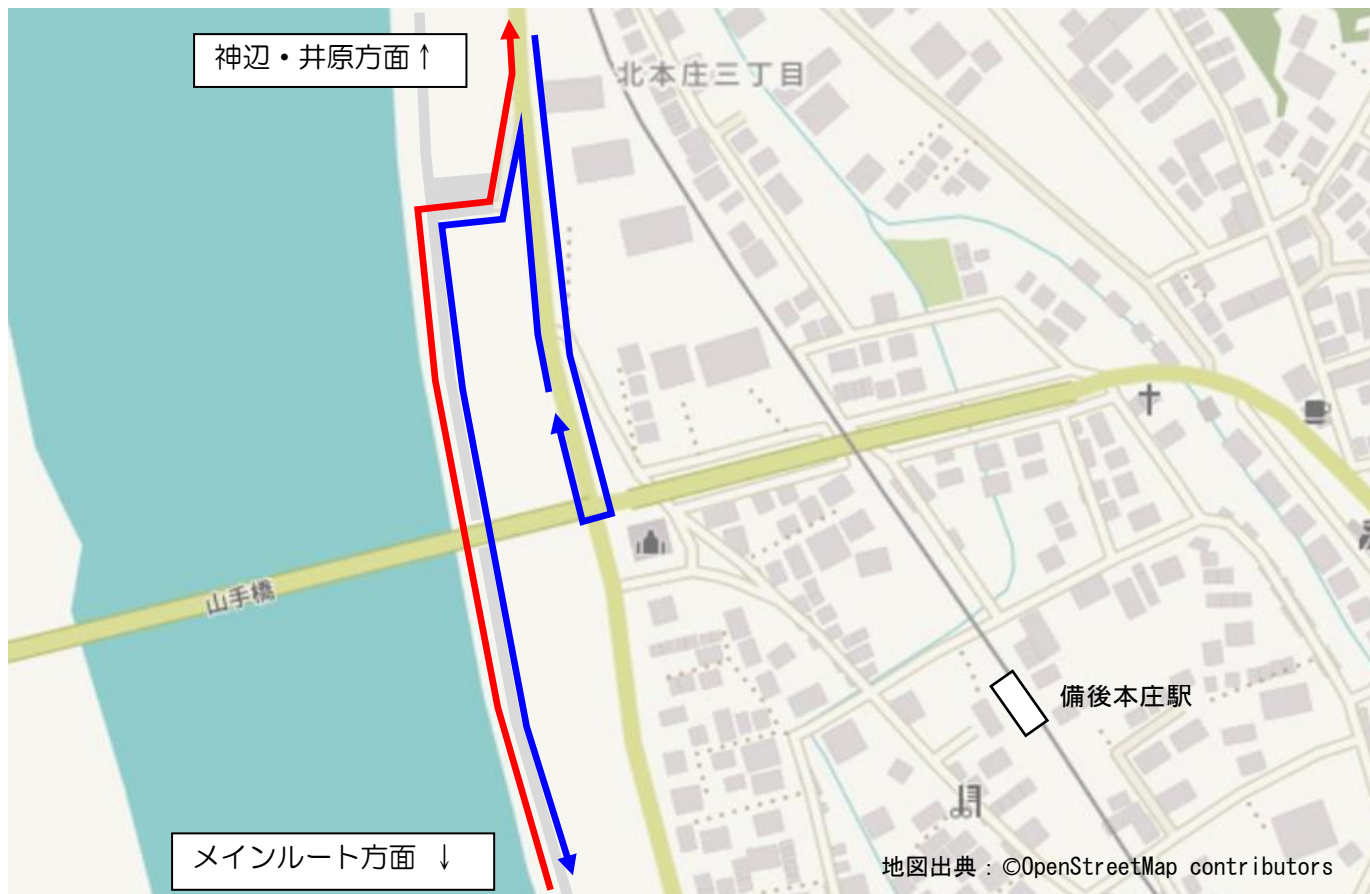 神辺・井原方面↑
北本庄三丁目
山手橋
備後本庄駅
メインルート方面 ↓
地図出典:©OpenStreetMap contributors